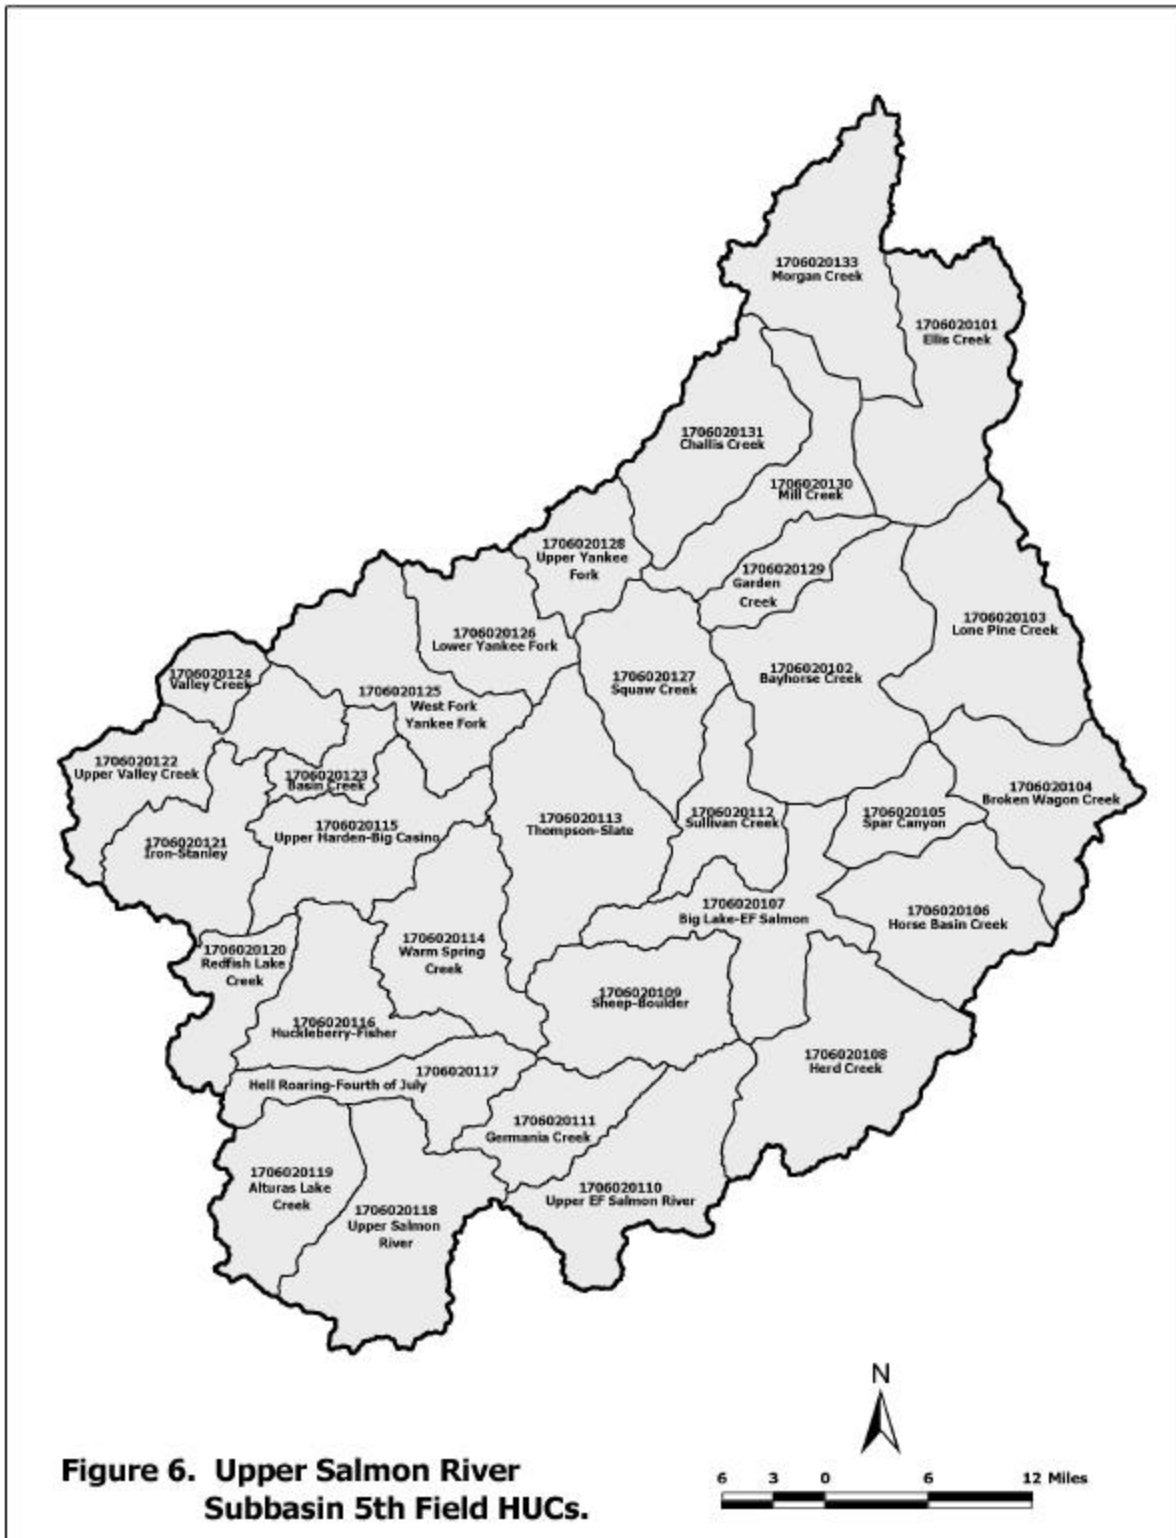 1706020133
Morgan Creek
1706020101
Ellis Creek
1706020131
Challis Creek
1706020130
Mill Creek
1706020128
Upper Yankee
Fork
1706020129
Garden
Creek
1706020103
Lone Pine Creek
1706020126
Lower Yankee Fork
1706020127
Squaw Creek
1706020102
Bayhorse Creek
1706020124
Valley Creek
1706020125
West Fork
Yankee Fork
1706020122
Upper Valley Creek
1706020123
Basin Creek
1706020104
Broken Wagon Creek
1706020105
Spar Canyon
1706020112
Sullivan Creek
1706020113
Thompson-Slate
1706020115
Upper Harden-Big Casino
1706020121
Iron-Stanley
1706020107
Big Lake-EF Salmon
1706020106
Horse Basin Creek
1706020120
Redfish Lake
Creek
1706020114
Warm Spring
Creek
1706020109
Sheep-Boulder
1706020116
Huckleberry-Fisher
1706020108
Herd Creek
1706020117
Hell Roaring-Fourth of July
1706020111
Germania Creek
1706020119
Alturas Lake
Creek
1706020110
Upper EF Salmon River
1706020118
Upper Salmon
River
N
6 3 0 6 12 Miles
Figure 6. Upper Salmon River
Subbasin 5th Field HUCs.